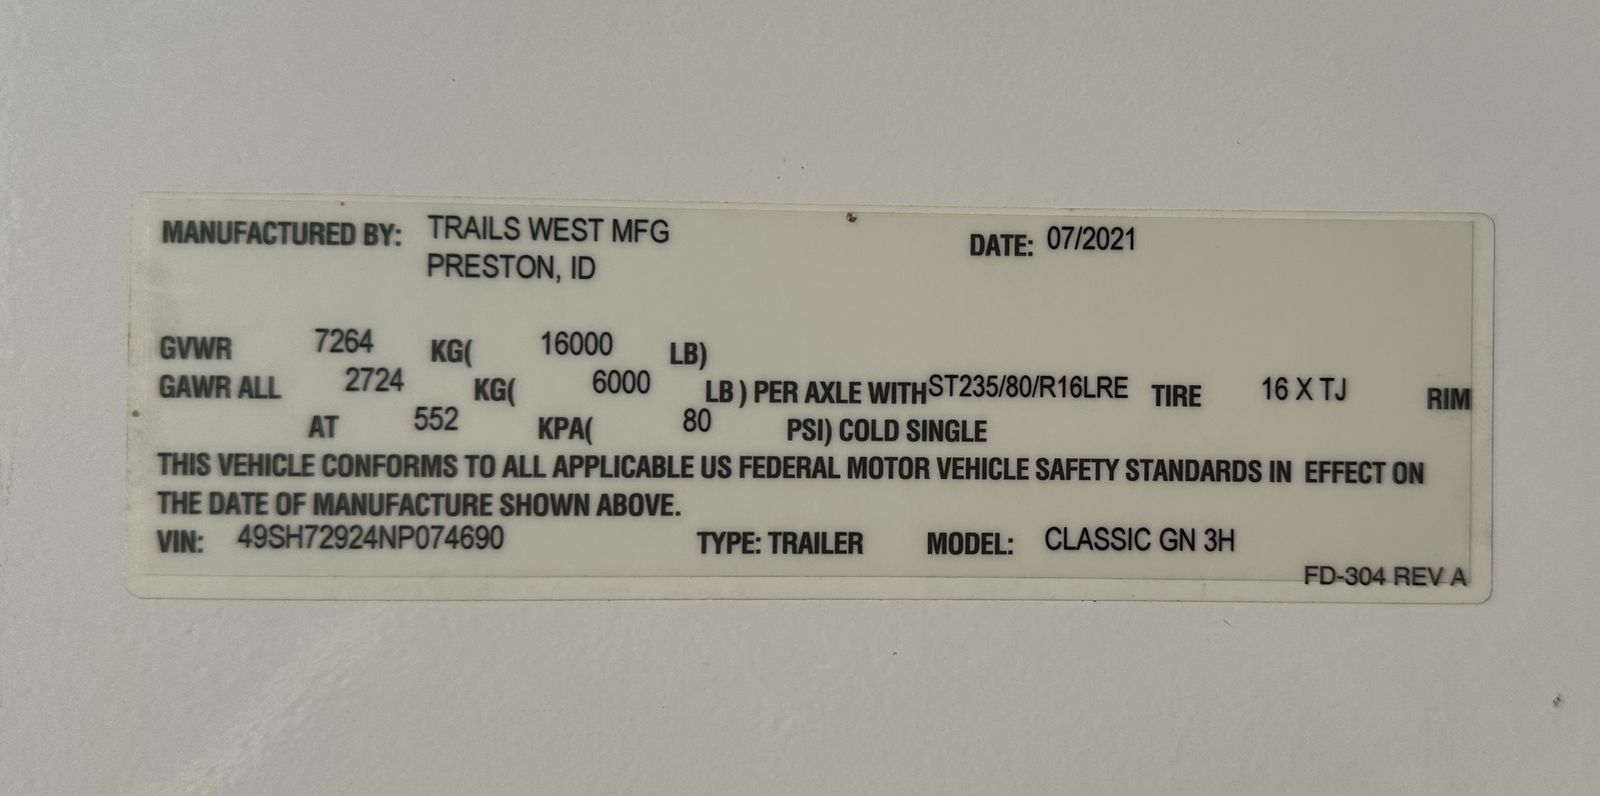 MANUFACTURED BY: TRAILS WEST MFG DATE: 07/2021
PRESTON, ID
GVWR 7264 KG( 16000 LB)
GAWR ALL 2724 KG( 6000 LB ) PER AXLE WITH ST235/80/R16LRE TIRE 16 X TJ RIM
AT 552 KPA( 80 PSI) COLD SINGLE
THIS VEHICLE CONFORMS TO ALL APPLICABLE US FEDERAL MOTOR VEHICLE SAFETY STANDARDS IN EFFECT ON
THE DATE OF MANUFACTURE SHOWN ABOVE.
VIN: 49SH72924NP074690 TYPE: TRAILER MODEL: CLASSIC GN 3H
FD-304 REV A